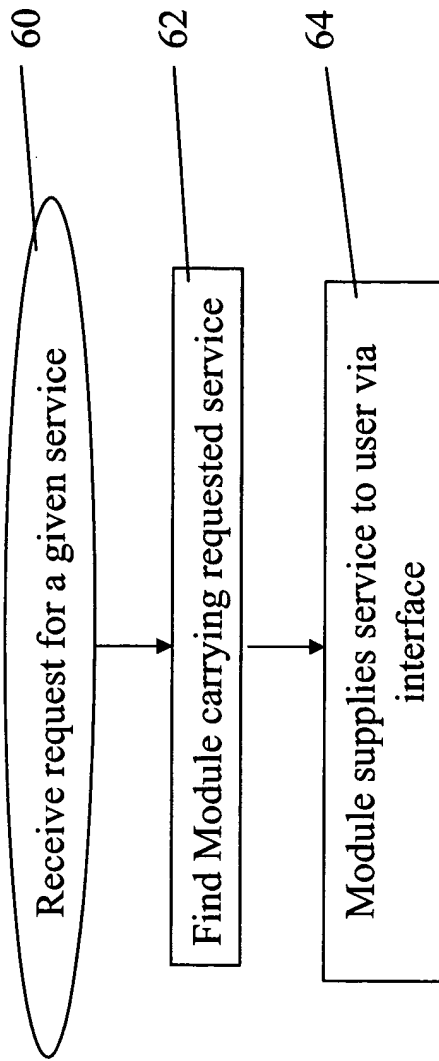 Receive request for a given service
60
Find Module carrying requested service
62
Module supplies service to user via
interface
64